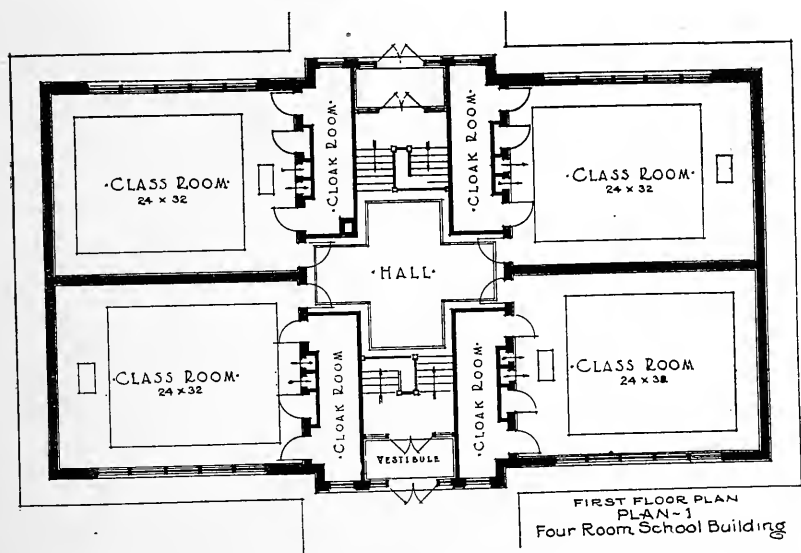 ·CLASS ROOM·
24 x 32
·CLOAK ROOM·
·CLOAK ROOM·
·CLASS ROOM·
24 x 32
·HALL·
·CLASS ROOM·
24 x 32
·CLOAK ROOM
·CLOAK ROOM·
·CLASS ROOM·
24 x 32
VESTIBULE
FIRST FLOOR PLAN
PLAN~1
Four Room School Building